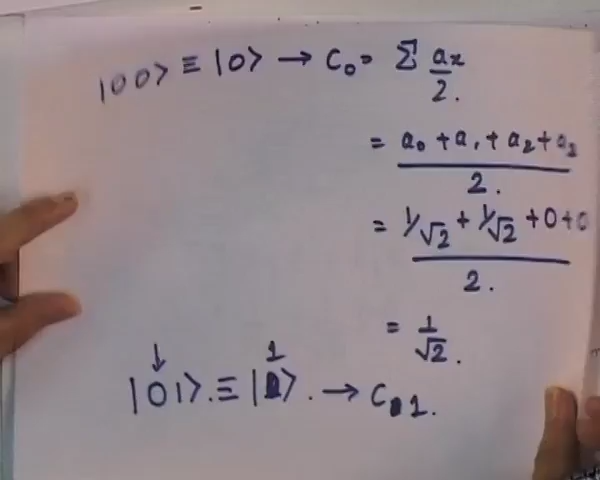 |00> ≡ |0> → C₀ = Σ aₓ/2.
= a₀ + a₁ + a₂ + a₃ / 2.
= 1/√2 + 1/√2 + 0 + 0 / 2.
= 1/√2.
↓ 1
|01>. ≡ |1>. → C₁.